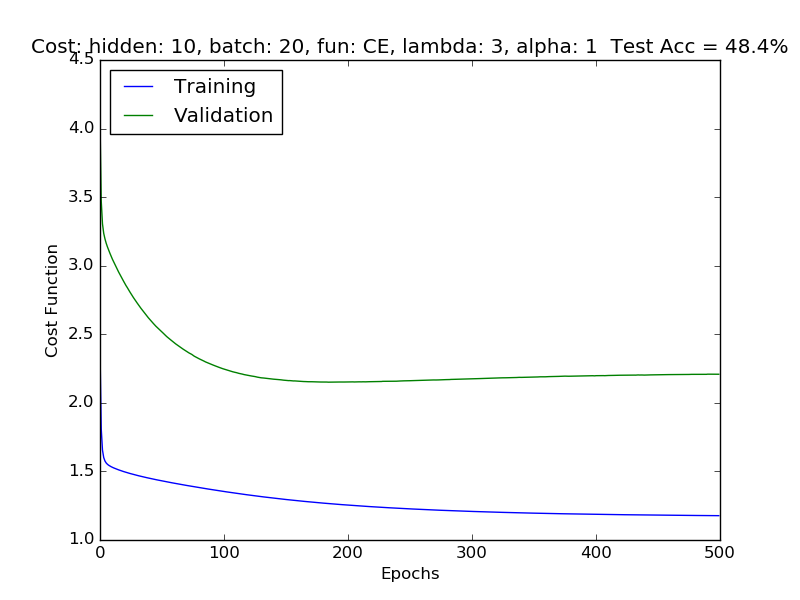 Cost: hidden: 10, batch: 20, fun: CE, lambda: 3, alpha: 1  Test Acc = 48.4%
4.5
Training
Validation
4.0
3.5
3.0
2.5
2.0
1.5
1.0
Cost Function
0 100 200 300 400 500
Epochs